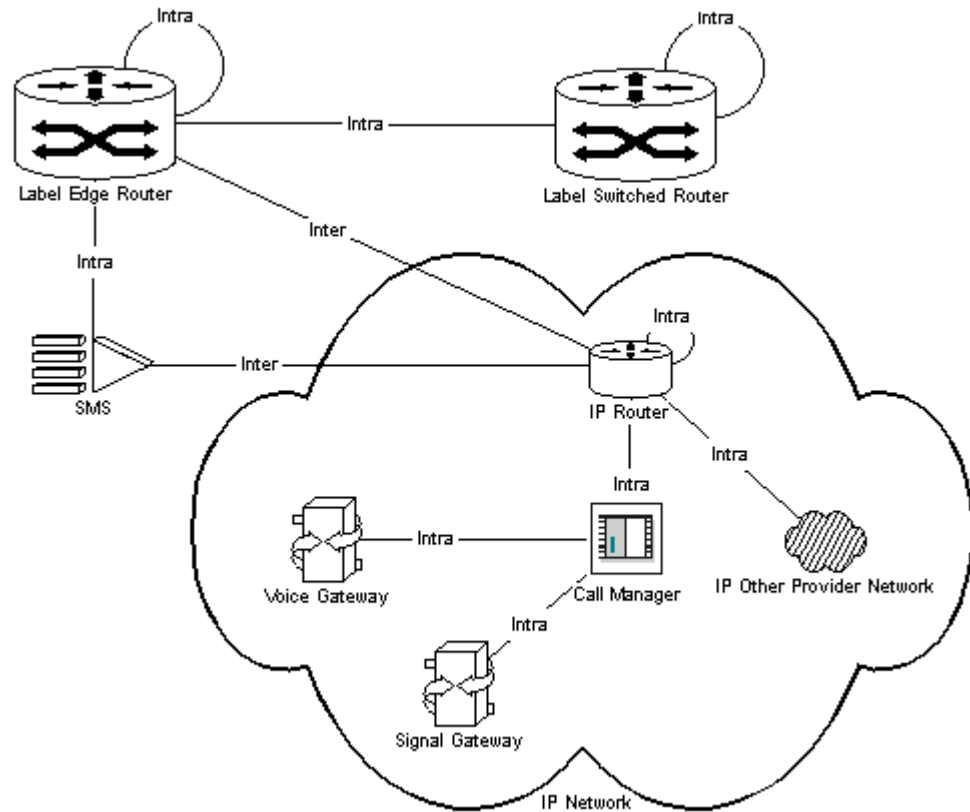 Intra
Intra
Intra
Label Edge Router
Label Switched Router
Inter
Intra
Intra
Inter
SMS
IP Router
Intra
Intra
Intra
IP Other Provider Network
Voice Gateway
Call Manager
Intra
Signal Gateway
IP Network